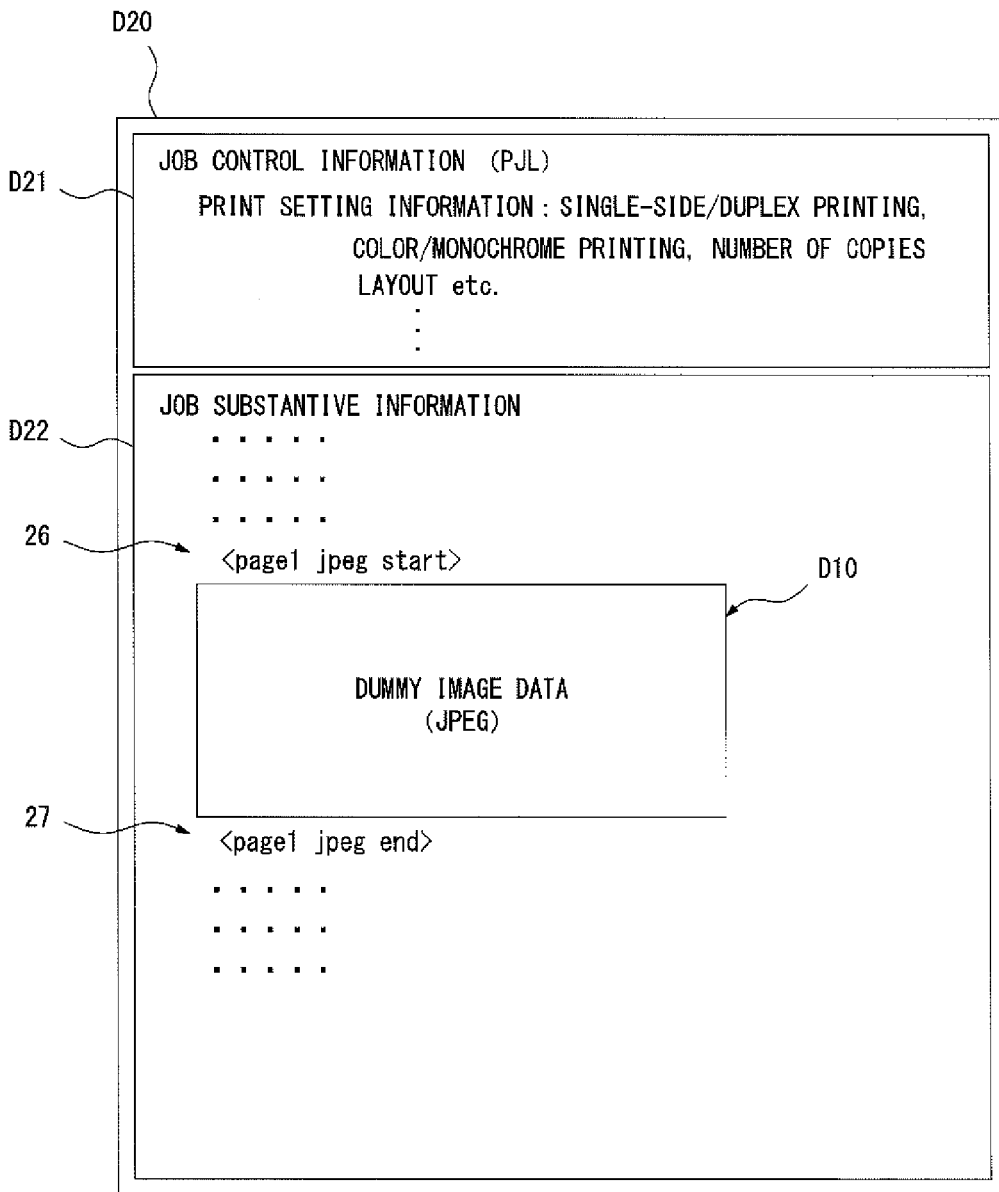 D20
D21
JOB CONTROL INFORMATION (PJL)
PRINT SETTING INFORMATION : SINGLE-SIDE/DUPLEX PRINTING,
COLOR/MONOCHROME PRINTING, NUMBER OF COPIES
LAYOUT etc.
D22
JOB SUBSTANTIVE INFORMATION
26
<page1 jpeg start>
D10
DUMMY IMAGE DATA
(JPEG)
27
<page1 jpeg end>